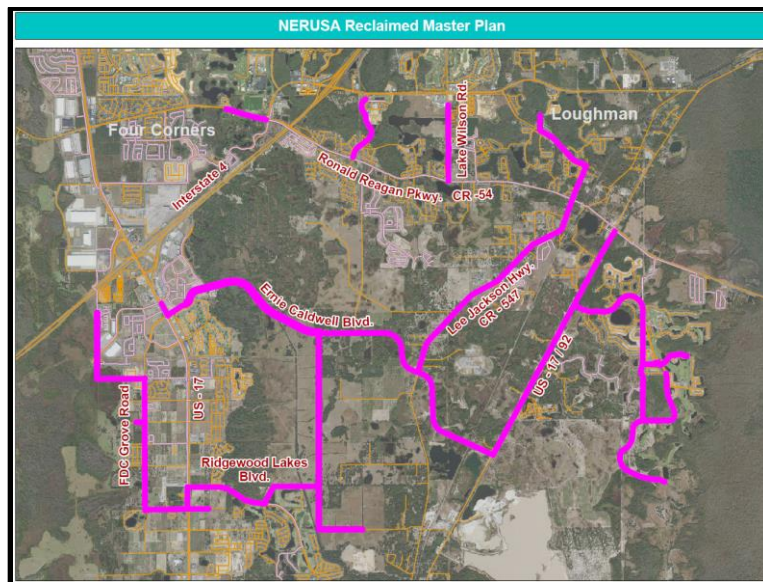 NERUSA Reclaimed Master Plan
Four Corners
Loughman
Lake Wilson Rd.
Interstate 4
Ronald Reagan Pkwy. CR -54
Ernie Caldwell Blvd.
Lee Jackson Hwy.
CR - 547
US - 17 / 92
US - 17
FDC Grove Road
Ridgewood Lakes
Blvd.